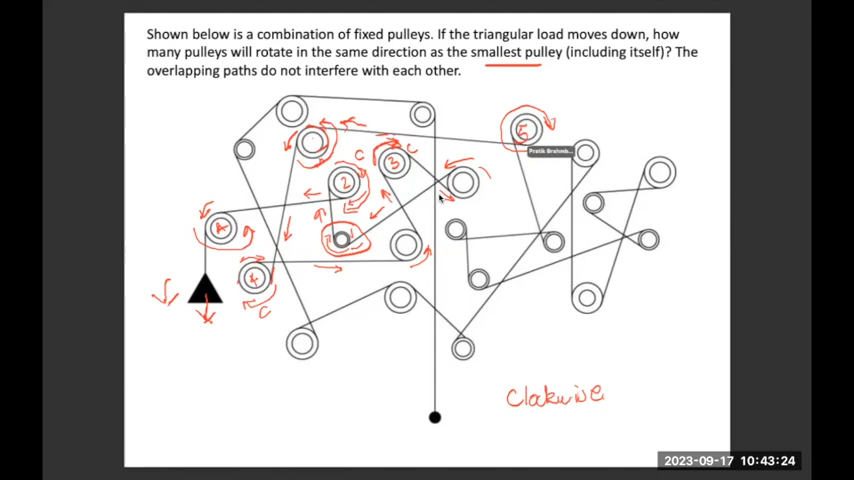 Shown below is a combination of fixed pulleys. If the triangular load moves down, how
many pulleys will rotate in the same direction as the smallest pulley (including itself)? The
overlapping paths do not interfere with each other.
5
Pratik Brahmb...
C
3
C
2
C
Clockwise
2023-09-17 10:43:24